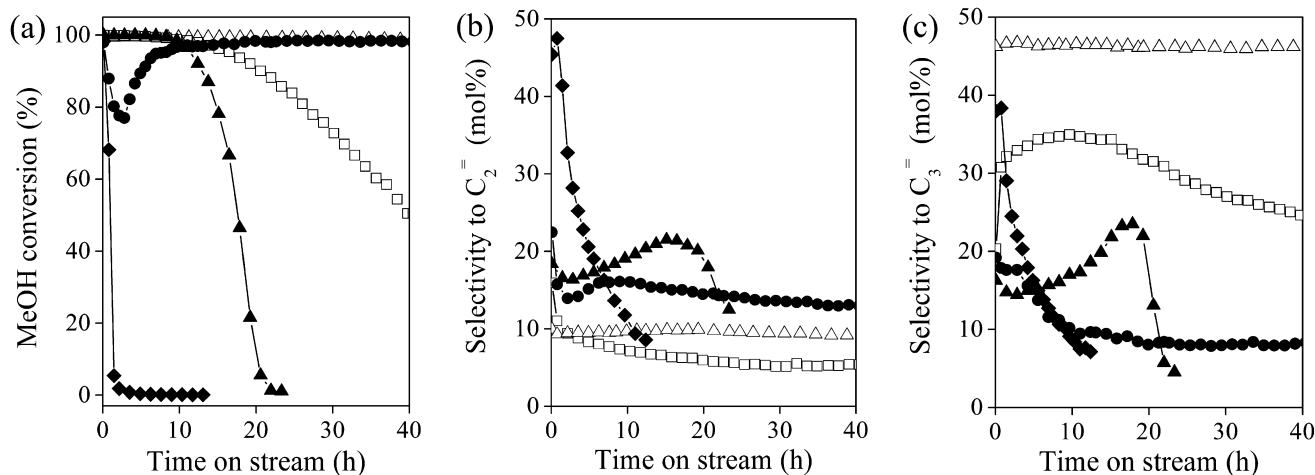 (a)
MeOH conversion (%)
100
80
60
40
20
0
0 10 20 30 40
Time on stream (h)
(b)
Selectivity to C₂⁼ (mol%)
50
40
30
20
10
0
0 10 20 30 40
Time on stream (h)
(c)
Selectivity to C₃⁼ (mol%)
50
40
30
20
10
0
0 10 20 30 40
Time on stream (h)